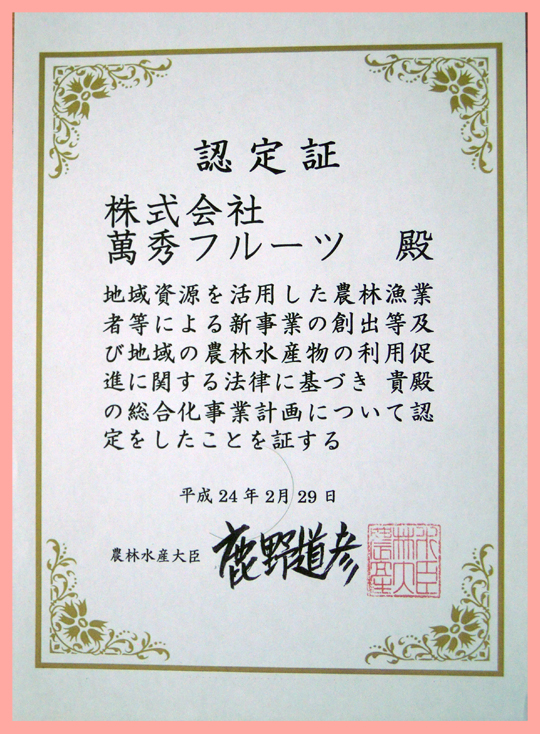 認定証
株式会社
萬秀フルーツ 殿
地域資源を活用した農林漁業
者等による新事業の創出等及
び地域の農林水産物の利用促
進に関する法律に基づき 貴殿
の総合化事業計画について認
定をしたことを証する
平成24年2月29日
農林水産大臣 鹿野道彦